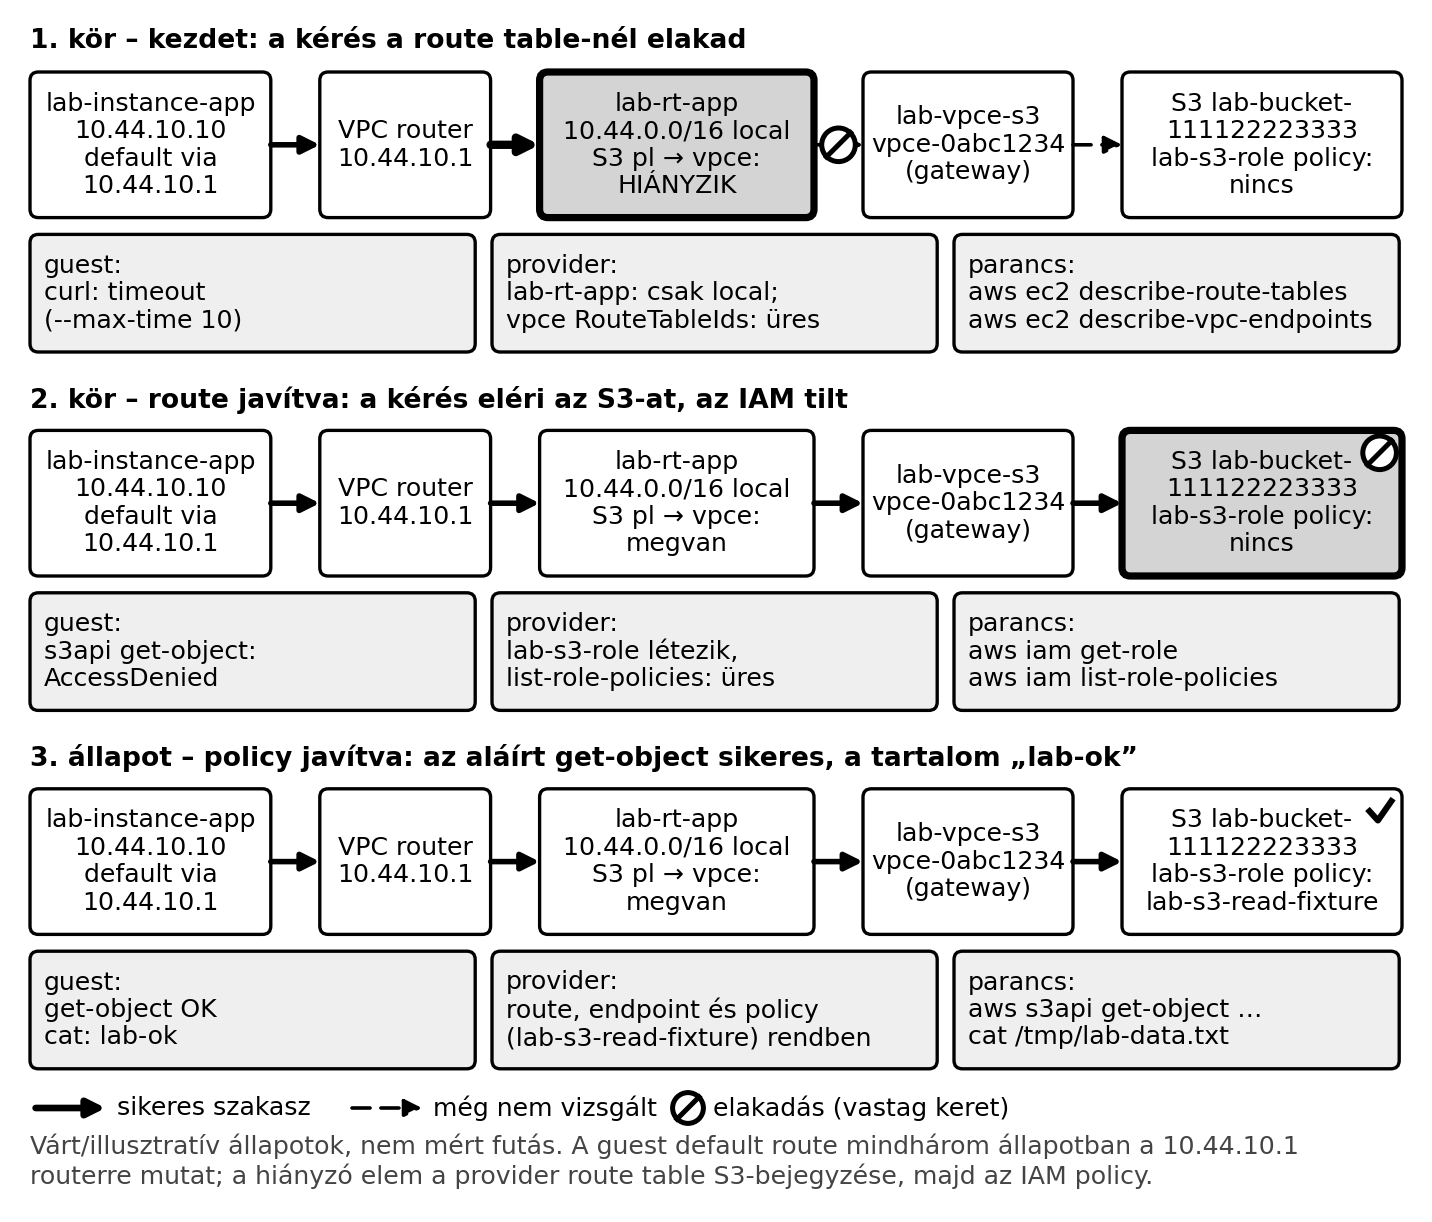 1. kör – kezdet: a kérés a route table-nél elakad
lab-instance-app
10.44.10.10
default via
10.44.10.1
VPC router
10.44.10.1
lab-rt-app
10.44.0.0/16 local
S3 pl → vpce:
HIÁNYZIK
lab-vpce-s3
vpce-0abc1234
(gateway)
S3 lab-bucket-
111122223333
lab-s3-role policy:
nincs
guest:
curl: timeout
(--max-time 10)
provider:
lab-rt-app: csak local;
vpce RouteTableIds: üres
parancs:
aws ec2 describe-route-tables
aws ec2 describe-vpc-endpoints
2. kör – route javítva: a kérés eléri az S3-at, az IAM tilt
lab-instance-app
10.44.10.10
default via
10.44.10.1
VPC router
10.44.10.1
lab-rt-app
10.44.0.0/16 local
S3 pl → vpce:
megvan
lab-vpce-s3
vpce-0abc1234
(gateway)
S3 lab-bucket-
111122223333
lab-s3-role policy:
nincs
guest:
s3api get-object:
AccessDenied
provider:
lab-s3-role létezik,
list-role-policies: üres
parancs:
aws iam get-role
aws iam list-role-policies
3. állapot – policy javítva: az aláírt get-object sikeres, a tartalom „lab-ok”
lab-instance-app
10.44.10.10
default via
10.44.10.1
VPC router
10.44.10.1
lab-rt-app
10.44.0.0/16 local
S3 pl → vpce:
megvan
lab-vpce-s3
vpce-0abc1234
(gateway)
S3 lab-bucket-
111122223333
lab-s3-role policy:
lab-s3-read-fixture
guest:
get-object OK
cat: lab-ok
provider:
route, endpoint és policy
(lab-s3-read-fixture) rendben
parancs:
aws s3api get-object …
cat /tmp/lab-data.txt
sikeres szakasz
még nem vizsgált
elakadás (vastag keret)
Várt/illusztratív állapotok, nem mért futás. A guest default route mindhárom állapotban a 10.44.10.1
routerre mutat; a hiányzó elem a provider route table S3-bejegyzése, majd az IAM policy.